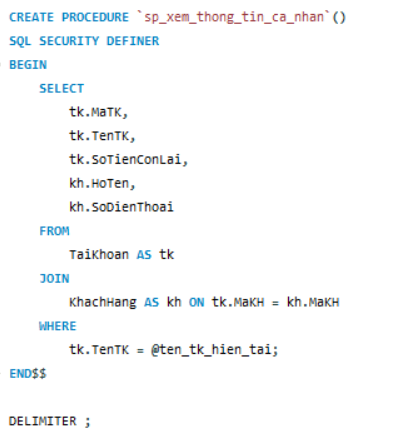 CREATE PROCEDURE `sp_xem_thong_tin_ca_nhan`()
SQL SECURITY DEFINER
BEGIN
    SELECT
        tk.MaTK,
        tk.TenTK,
        tk.SoTienConLai,
        kh.HoTen,
        kh.SoDienThoai
    FROM
        TaiKhoan AS tk
    JOIN
        KhachHang AS kh ON tk.MaKH = kh.MaKH
    WHERE
        tk.TenTK = @ten_tk_hien_tai;
END$$
DELIMITER ;